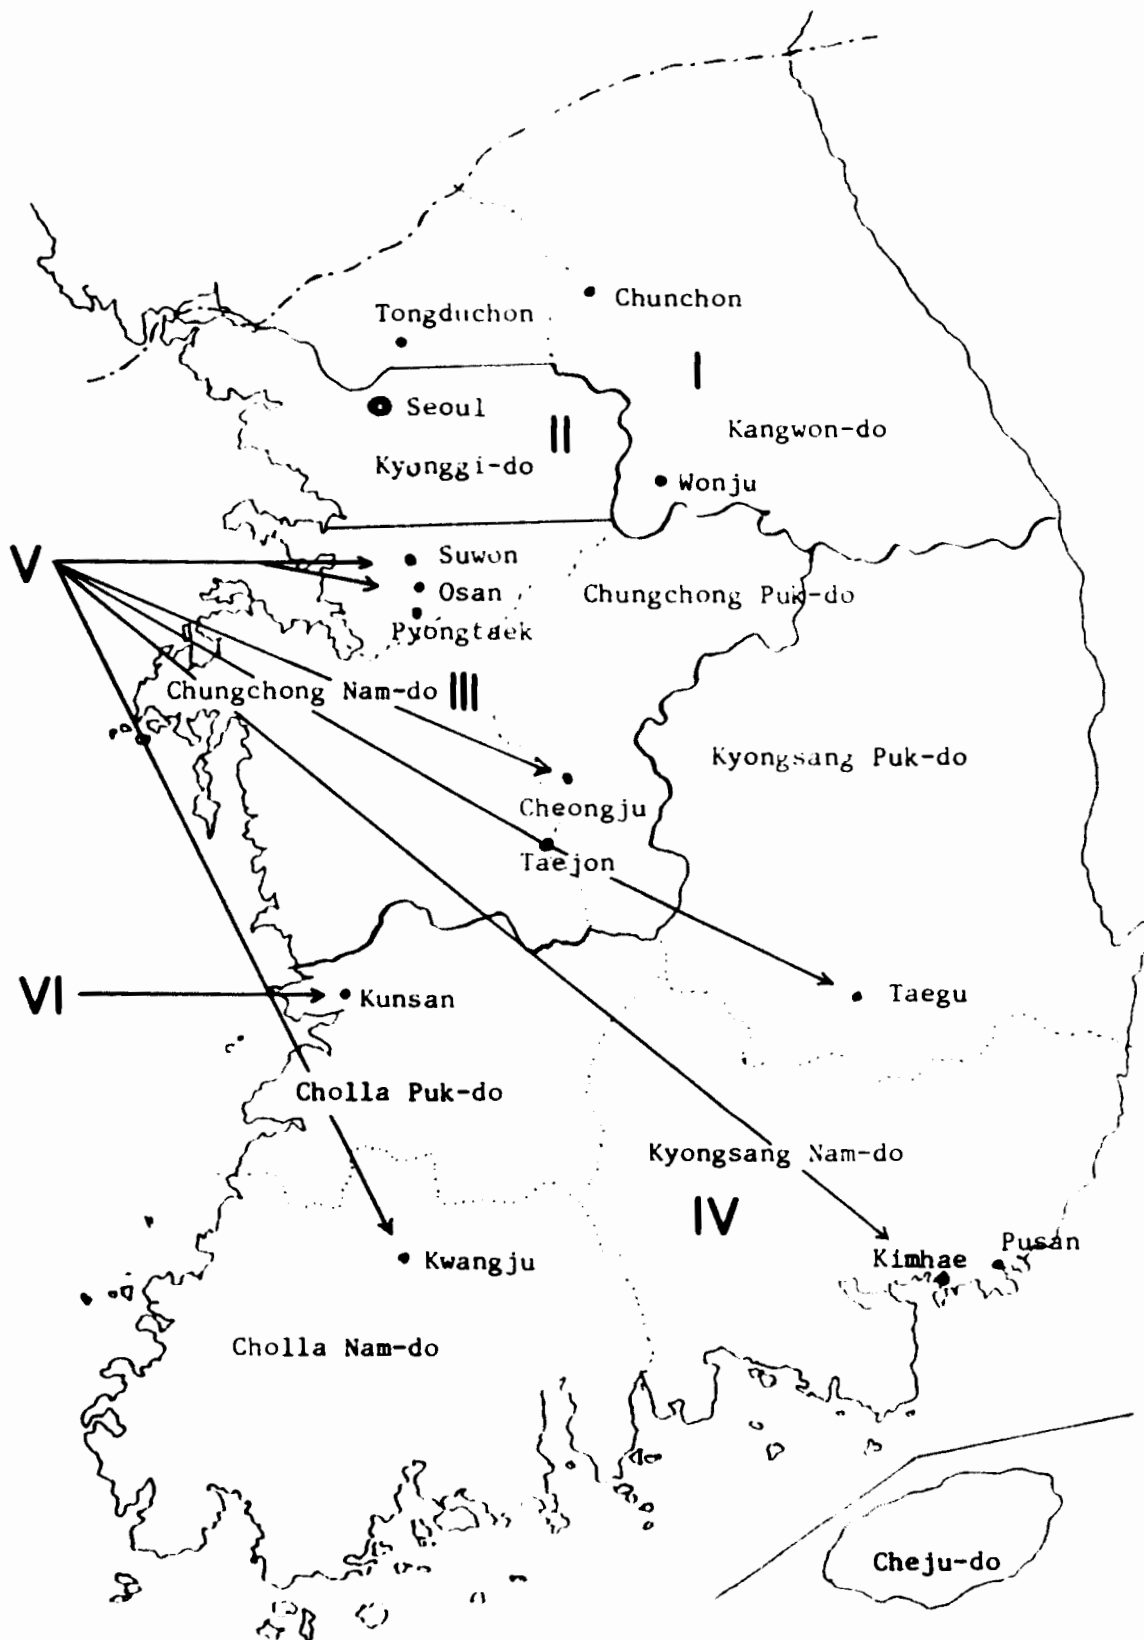 Chunchon
Tongduchon
I
Seoul
II
Kangwon-do
Kyonggi-do
Wonju
V
Suwon
Osan
Chungchong Puk-do
Pyongtaek
Chungchong Nam-do
III
Kyongsang Puk-do
Cheongju
Taejon
VI
Kunsan
Taegu
Cholla Puk-do
Kyongsang Nam-do
IV
Kwangju
Kimhae
Pusan
Cholla Nam-do
Cheju-do